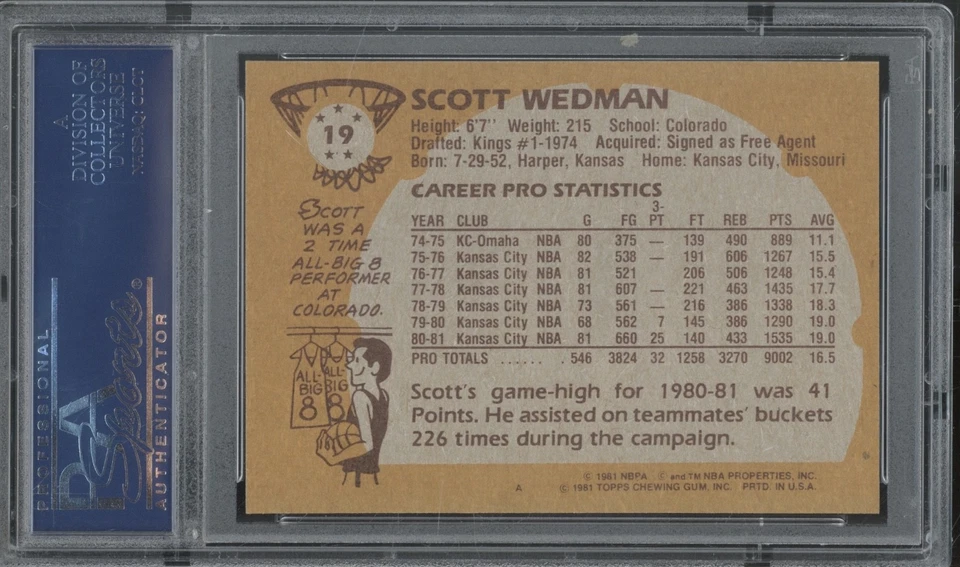 A
DIVISION OF
COLLECTORS
UNIVERSE
NASDAQ: CLCT
PROFESSIONAL
PSA
Sports®
AUTHENTICATOR
19
SCOTT WEDMAN
Height: 6'7'' Weight: 215 School: Colorado
Drafted: Kings #1-1974 Acquired: Signed as Free Agent
Born: 7-29-52, Harper, Kansas Home: Kansas City, Missouri
SCOTT
WAS A
2 TIME
ALL-BIG 8
PERFORMER
AT
COLORADO.
ALL-
BIG
8
ALL-
BIG
8
CAREER PRO STATISTICS
YEAR CLUB G FG 3-PT FT REB PTS AVG
74-75 KC-Omaha NBA 80 375 — 139 490 889 11.1
75-76 Kansas City NBA 82 538 — 191 606 1267 15.5
76-77 Kansas City NBA 81 521 206 506 1248 15.4
77-78 Kansas City NBA 81 607 — 221 463 1435 17.7
78-79 Kansas City NBA 73 561 — 216 386 1338 18.3
79-80 Kansas City NBA 68 562 7 145 386 1290 19.0
80-81 Kansas City NBA 81 660 25 140 433 1535 19.0
PRO TOTALS ...... 546 3824 32 1258 3270 9002 16.5
Scott's game-high for 1980-81 was 41
Points. He assisted on teammates' buckets
226 times during the campaign.
© 1981 NBPA © and TM NBA PROPERTIES, INC.
A © 1981 TOPPS CHEWING GUM, INC. PRTD. IN U.S.A.